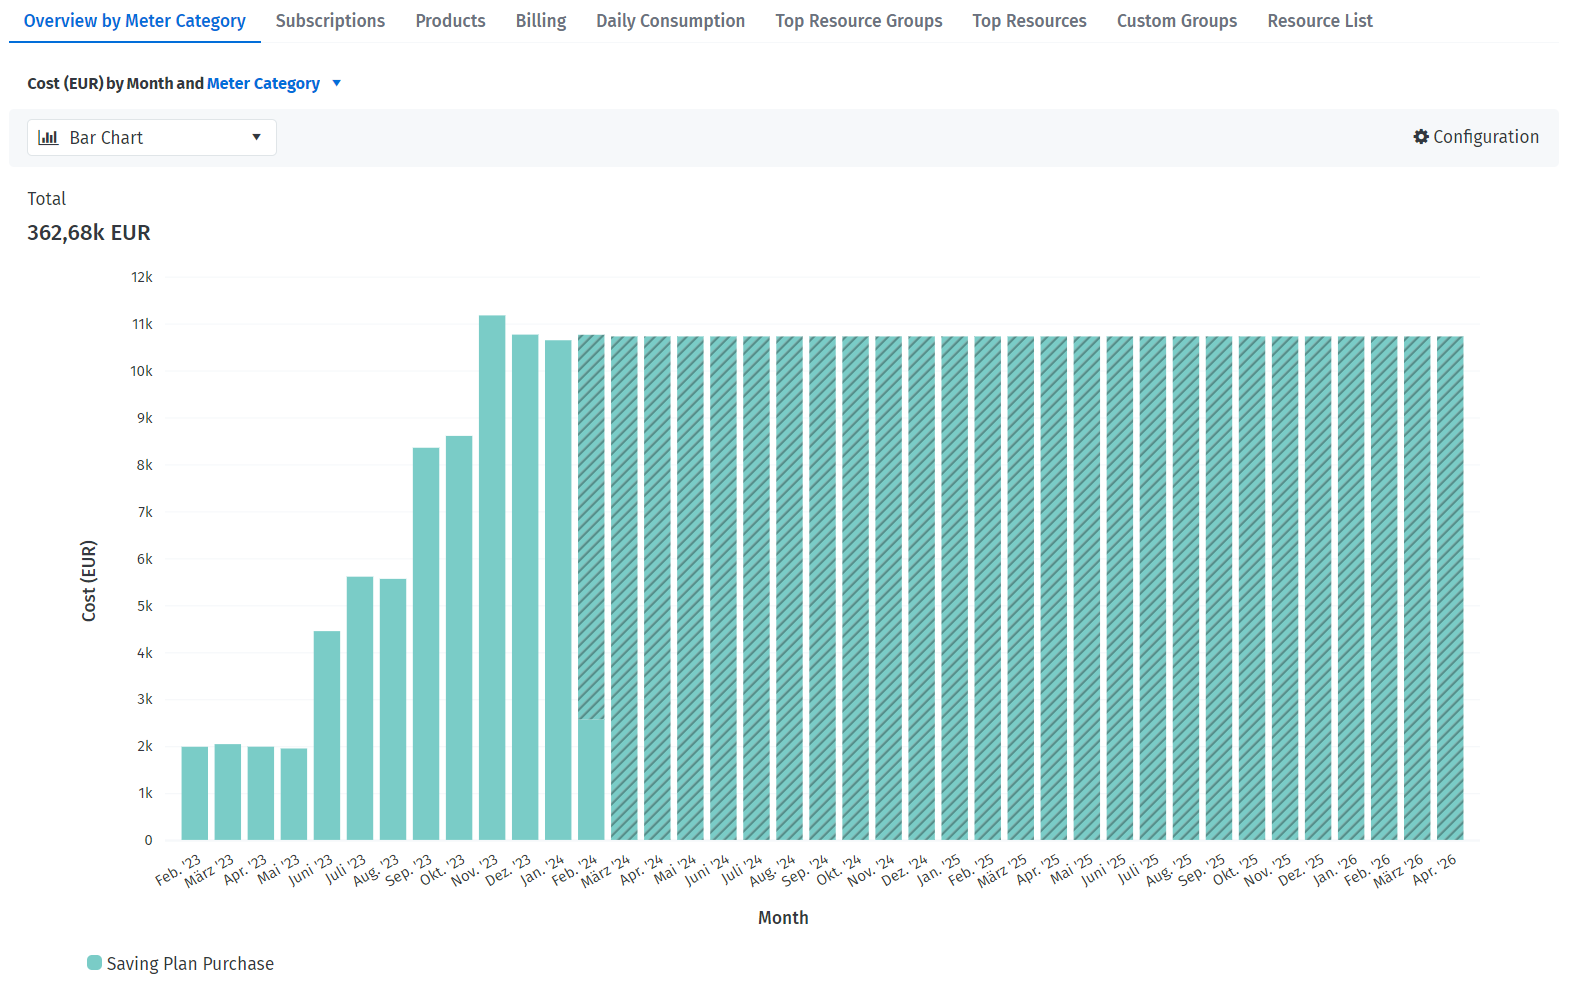 Overview by Meter Category Subscriptions Products Billing Daily Consumption Top Resource Groups Top Resources Custom Groups Resource List
Cost (EUR) by Month and Meter Category
Bar Chart Configuration
Total
362,68k EUR
12k
11k
10k
9k
8k
7k
6k
5k
4k
3k
2k
1k
0
Cost (EUR)
Feb. '23 März '23 Apr. '23 Mai '23 Juni '23 Juli '23 Aug. '23 Sep. '23 Okt. '23 Nov. '23 Dez. '23 Jan. '24 Feb. '24 März '24 Apr. '24 Mai '24 Juni '24 Juli '24 Aug. '24 Sep. '24 Okt. '24 Nov. '24 Dez. '24 Jan. '25 Feb. '25 März '25 Apr. '25 Mai '25 Juni '25 Juli '25 Aug. '25 Sep. '25 Okt. '25 Nov. '25 Dez. '25 Jan. '26 Feb. '26 März '26 Apr. '26
Month
Saving Plan Purchase